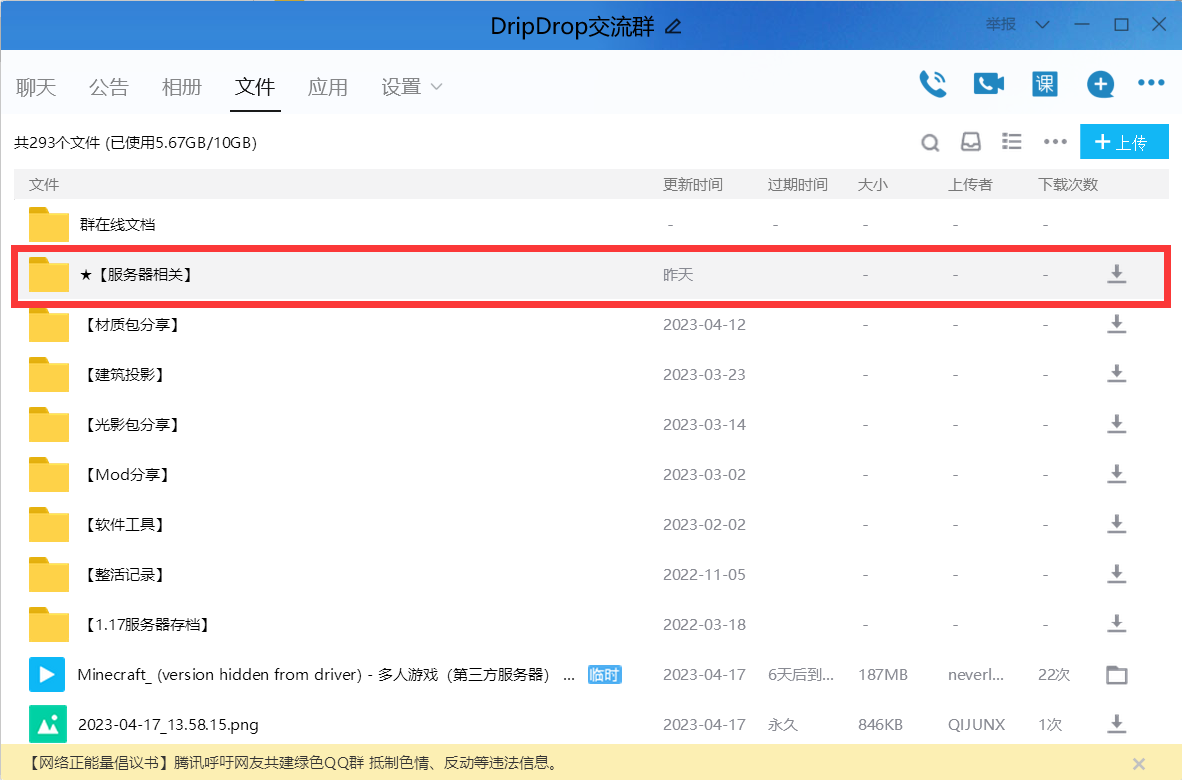 DripDrop交流群
举报
聊天 公告 相册 文件 应用 设置 课
共293个文件 (已使用5.67GB/10GB) 上传
文件 更新时间 过期时间 大小 上传者 下载次数
群在线文档 - - - - -
★【服务器相关】 昨天 - - -
【材质包分享】 2023-04-12 - - -
【建筑投影】 2023-03-23 - - -
【光影包分享】 2023-03-14 - - -
【Mod分享】 2023-03-02 - - -
【软件工具】 2023-02-02 - - -
【整活记录】 2022-11-05 - - -
【1.17服务器存档】 2022-03-18 - - -
Minecraft_ (version hidden from driver) - 多人游戏（第三方服务器） ... 临时 2023-04-17 6天后到... 187MB neverl... 22次
2023-04-17_13.58.15.png 2023-04-17 永久 846KB QIJUNX 1次
【网络正能量倡议书】腾讯呼吁网友共建绿色QQ群 抵制色情、反动等违法信息。